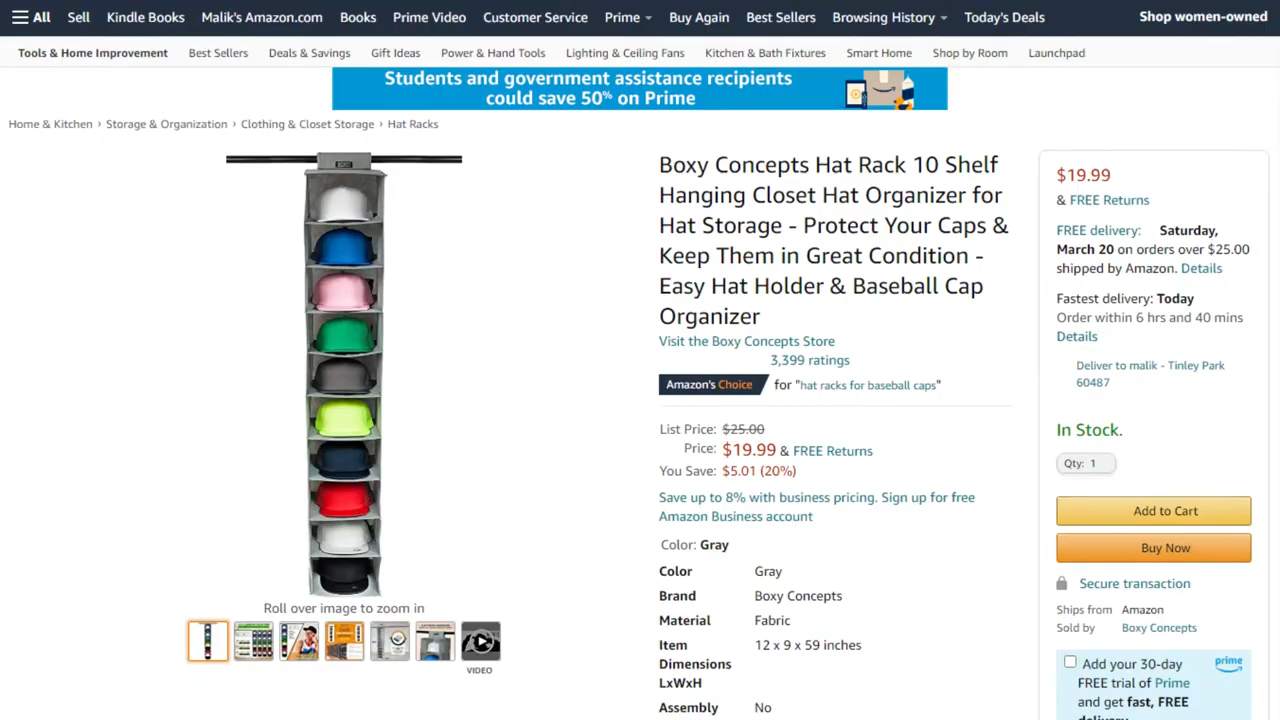 All Sell Kindle Books Malik's Amazon.com Books Prime Video Customer Service Prime Buy Again Best Sellers Browsing History Today's Deals Shop women-owned
Tools & Home Improvement Best Sellers Deals & Savings Gift Ideas Power & Hand Tools Lighting & Ceiling Fans Kitchen & Bath Fixtures Smart Home Shop by Room Launchpad
Students and government assistance recipients
could save 50% on Prime
Home & Kitchen › Storage & Organization › Clothing & Closet Storage › Hat Racks
Boxy Concepts Hat Rack 10 Shelf
Hanging Closet Hat Organizer for
Hat Storage - Protect Your Caps &
Keep Them in Great Condition -
Easy Hat Holder & Baseball Cap
Organizer
Visit the Boxy Concepts Store
3,399 ratings
Amazon's Choice for "hat racks for baseball caps"
List Price: $25.00
Price: $19.99 & FREE Returns
You Save: $5.01 (20%)
Save up to 8% with business pricing. Sign up for free
Amazon Business account
Color: Gray
Color Gray
Brand Boxy Concepts
Material Fabric
Item 12 x 9 x 59 inches
Dimensions
LxWxH
Assembly No
Roll over image to zoom in
VIDEO
$19.99
& FREE Returns
FREE delivery: Saturday,
March 20 on orders over $25.00
shipped by Amazon. Details
Fastest delivery: Today
Order within 6 hrs and 40 mins
Details
Deliver to malik - Tinley Park
60487
In Stock.
Qty: 1
Add to Cart
Buy Now
Secure transaction
Ships from Amazon
Sold by Boxy Concepts
Add your 30-day prime
FREE trial of Prime
and get fast, FREE
delivery